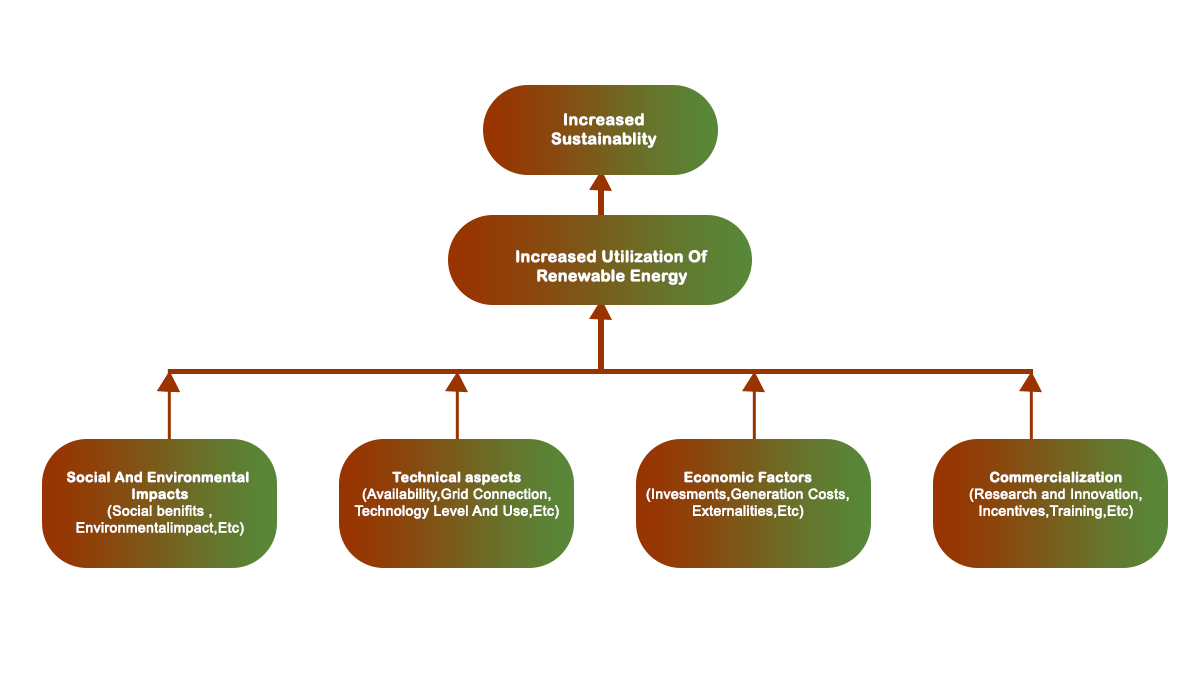 Increased
Sustainablity
Increased Utilization Of
Renewable Energy
Social And Environmental
Impacts
(Social benifits ,
Environmentalimpact,Etc)
Technical aspects
(Availability,Grid Connection,
Technology Level And Use,Etc)
Economic Factors
(Invesments,Generation Costs,
Externalities,Etc)
Commercialization
(Research and Innovation,
Incentives,Training,Etc)